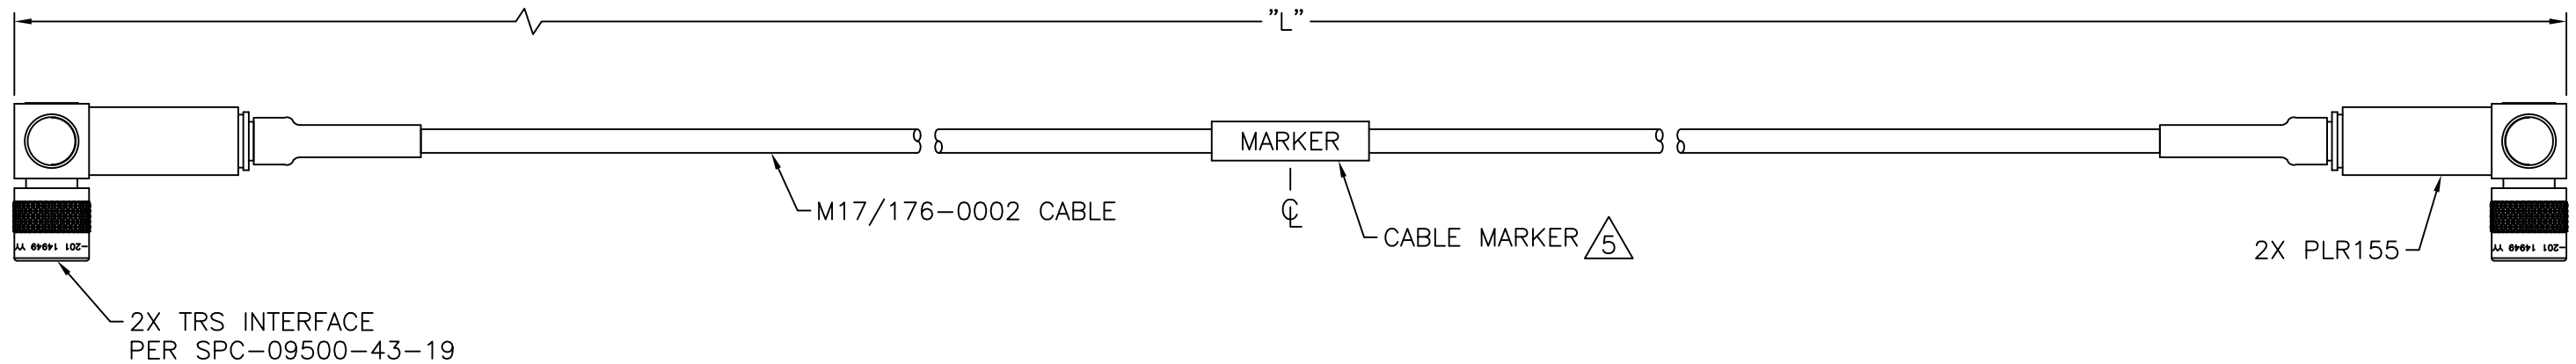 "L"
MARKER
M17/176-0002 CABLE
℄
CABLE MARKER 5
2X PLR155
-201 14949 YY
-201 14949 YY
2X TRS INTERFACE
PER SPC-09500-43-19